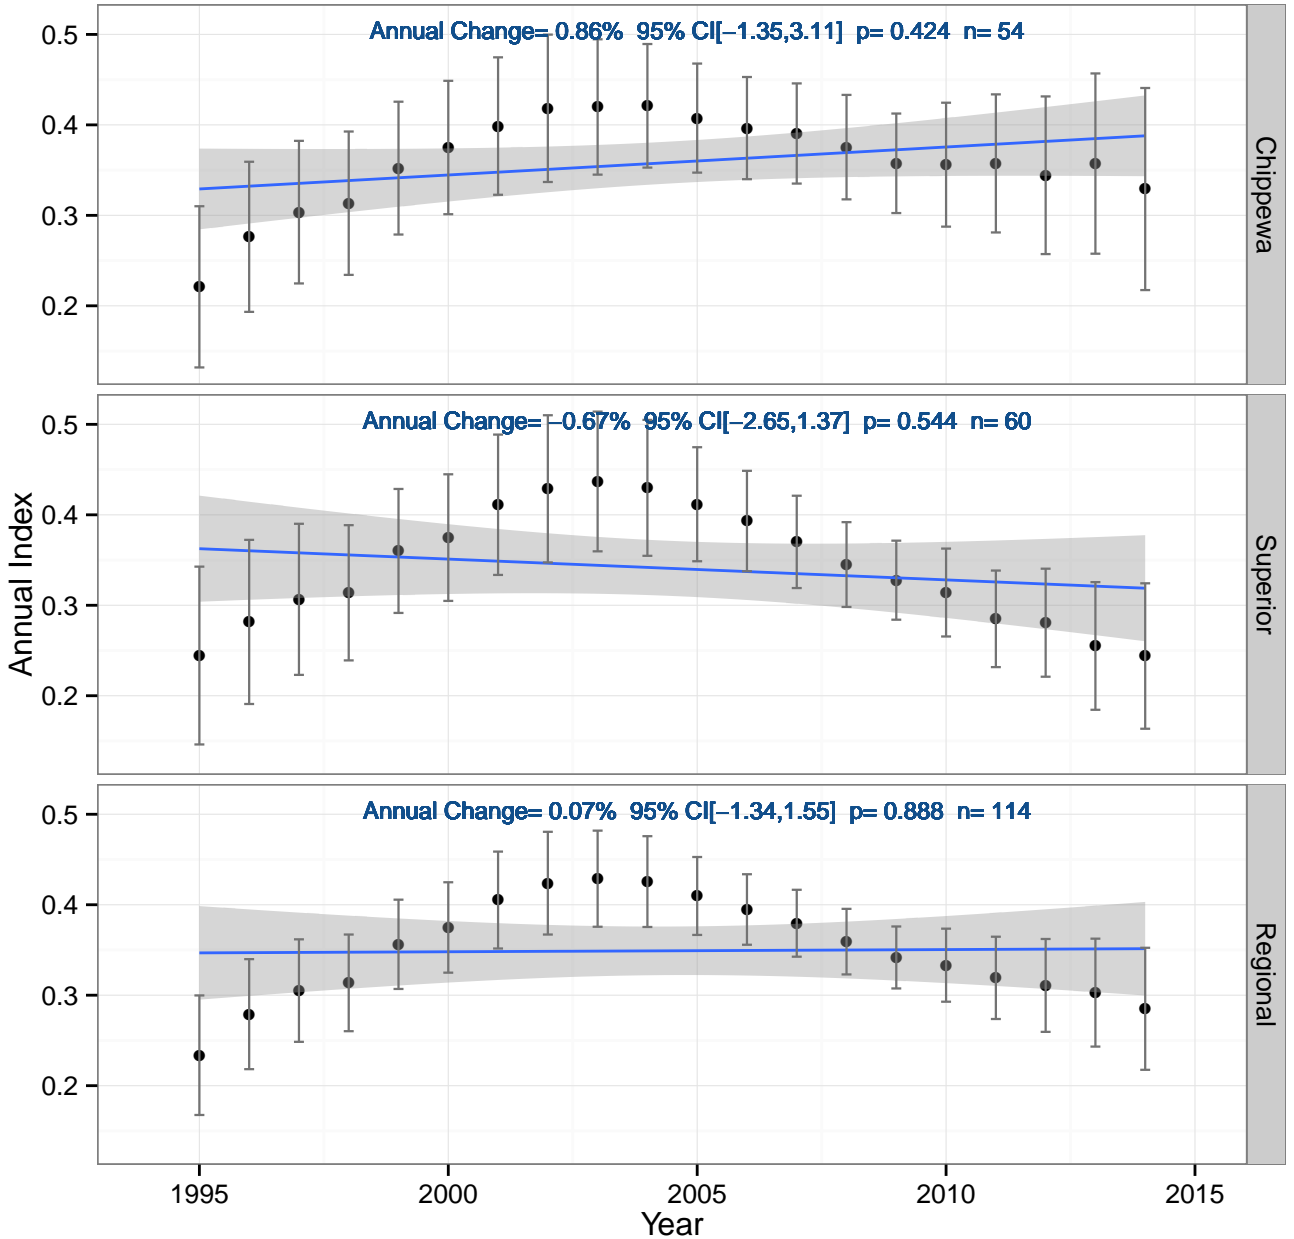 Annual Change= 0.86%  95% CI[−1.35,3.11]  p= 0.424  n= 54
0.5
0.4
0.3
0.2
Chippewa
Annual Change= −0.67%  95% CI[−2.65,1.37]  p= 0.544  n= 60
0.5
0.4
0.3
0.2
Superior
Annual Index
Annual Change= 0.07%  95% CI[−1.34,1.55]  p= 0.888  n= 114
0.5
0.4
0.3
0.2
Regional
1995 2000 2005 2010 2015
Year